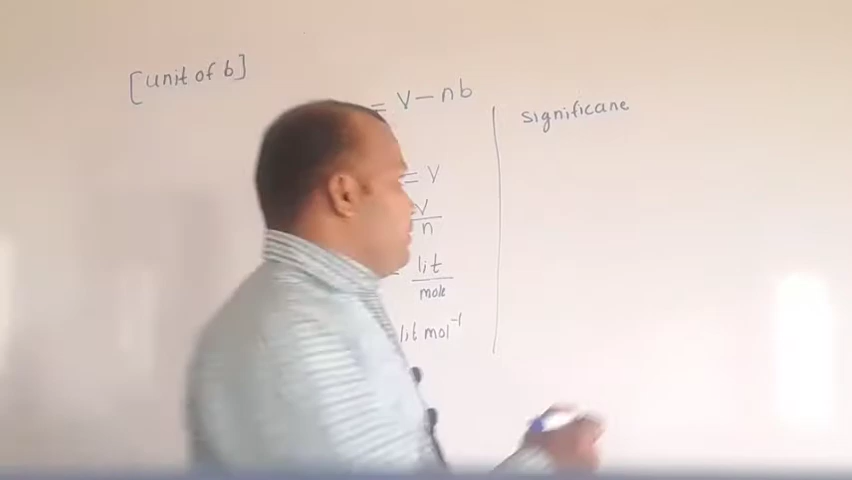 [unit of b]
= V - nb
= V
= V/n
= lit/mole
lit mol⁻¹
significane